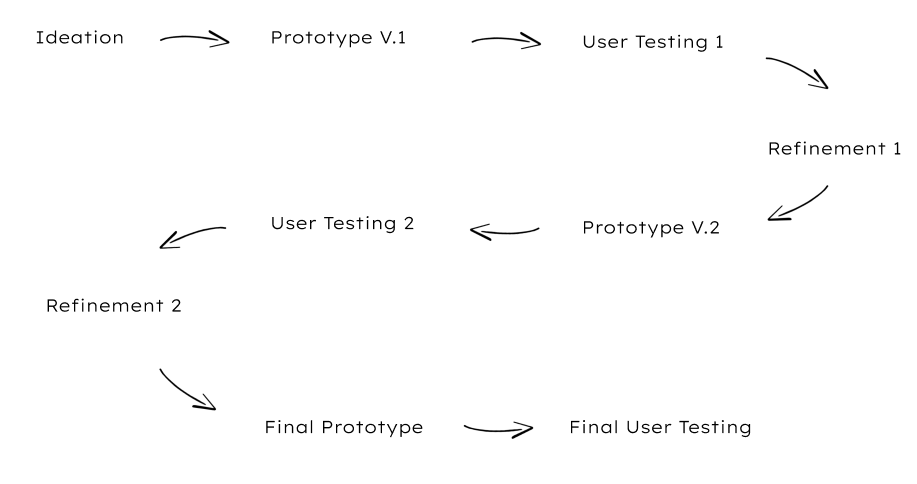 Ideation
Prototype V.1
User Testing 1
Refinement 1
Prototype V.2
User Testing 2
Refinement 2
Final Prototype
Final User Testing